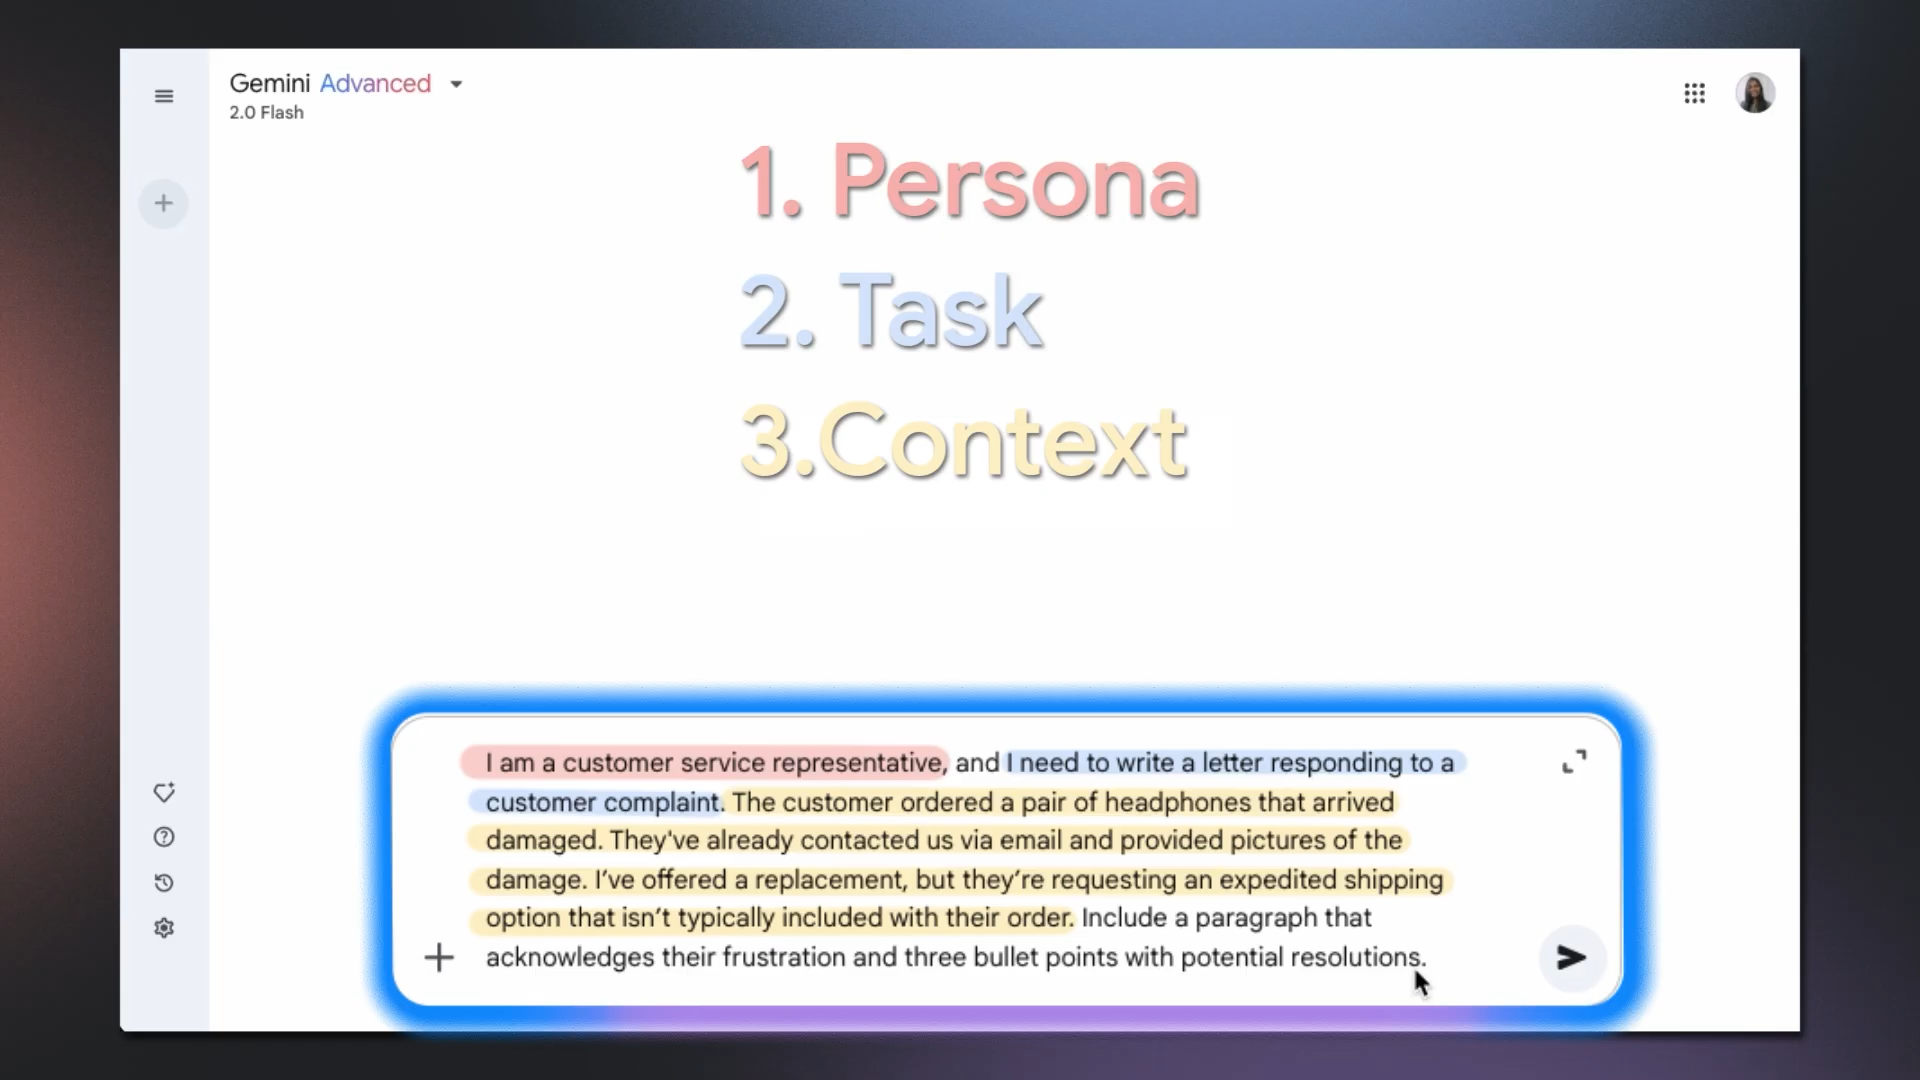 Gemini Advanced
2.0 Flash
1. Persona
2. Task
3.Context
I am a customer service representative, and I need to write a letter responding to a
customer complaint. The customer ordered a pair of headphones that arrived
damaged. They've already contacted us via email and provided pictures of the
damage. I’ve offered a replacement, but they’re requesting an expedited shipping
option that isn’t typically included with their order. Include a paragraph that
acknowledges their frustration and three bullet points with potential resolutions.